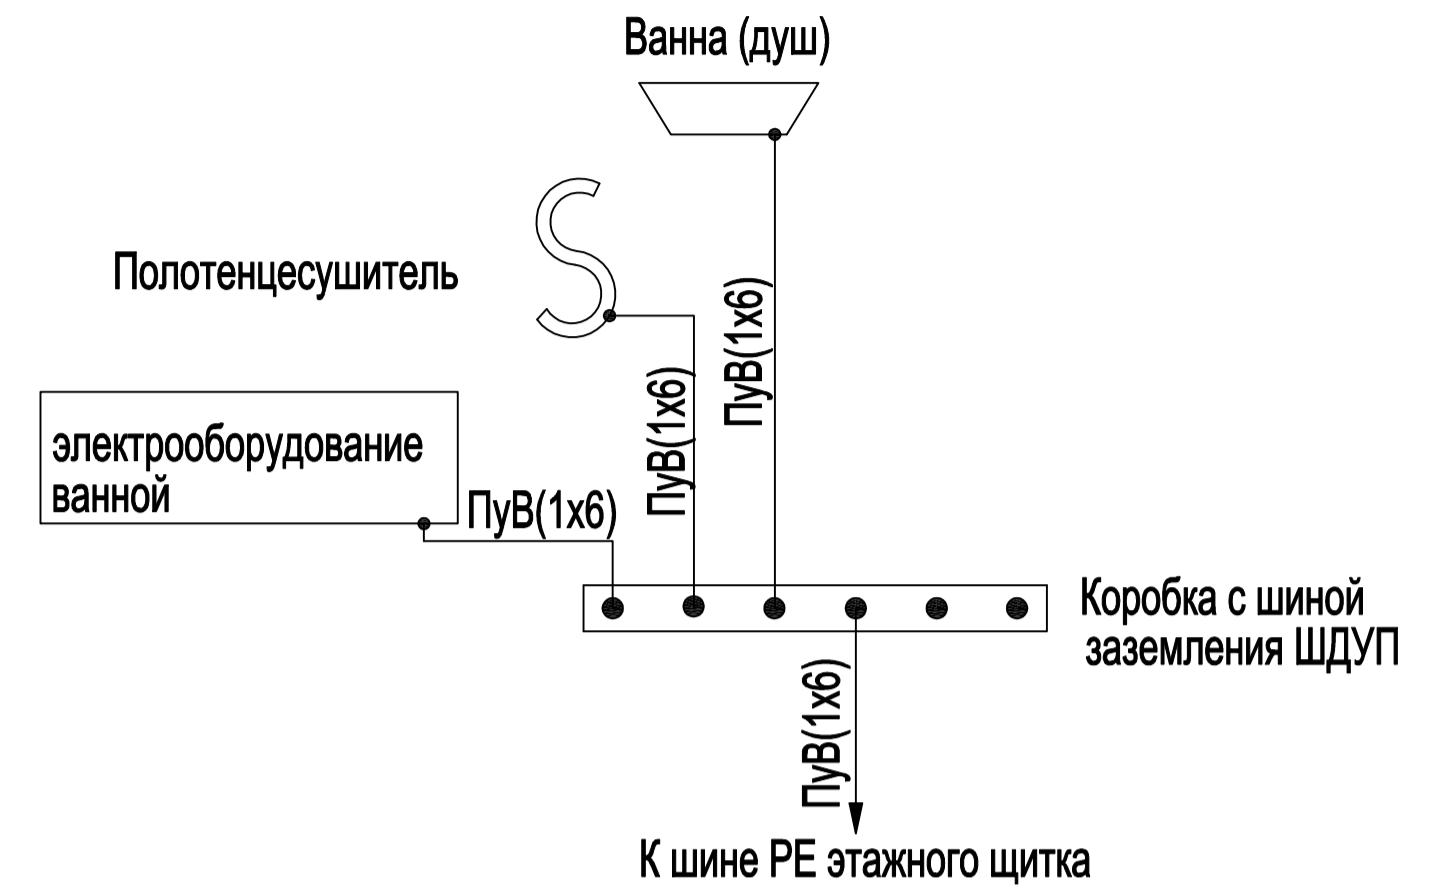 Ванна (душ)
Полотенцесушитель
ПуВ(1х6)
ПуВ(1х6)
электрооборудование
ванной
ПуВ(1х6)
Коробка с шиной
заземления ШДУП
ПуВ(1х6)
К шине РЕ этажного щитка